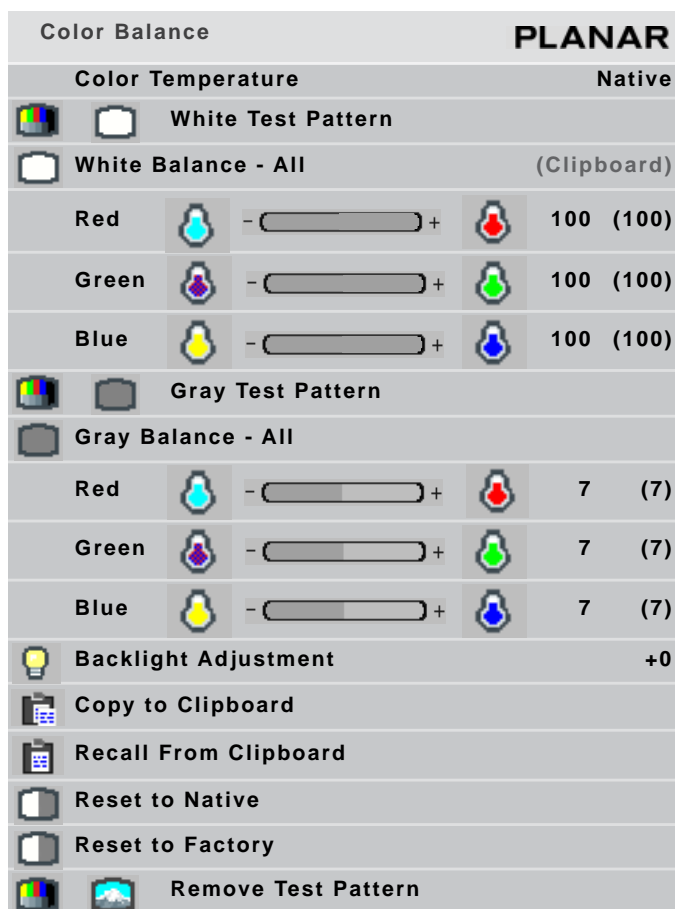 Color Balance PLANAR
Color Temperature Native
White Test Pattern
White Balance - All (Clipboard)
Red - + 100 (100)
Green - + 100 (100)
Blue - + 100 (100)
Gray Test Pattern
Gray Balance - All
Red - + 7 (7)
Green - + 7 (7)
Blue - + 7 (7)
Backlight Adjustment +0
Copy to Clipboard
Recall From Clipboard
Reset to Native
Reset to Factory
Remove Test Pattern